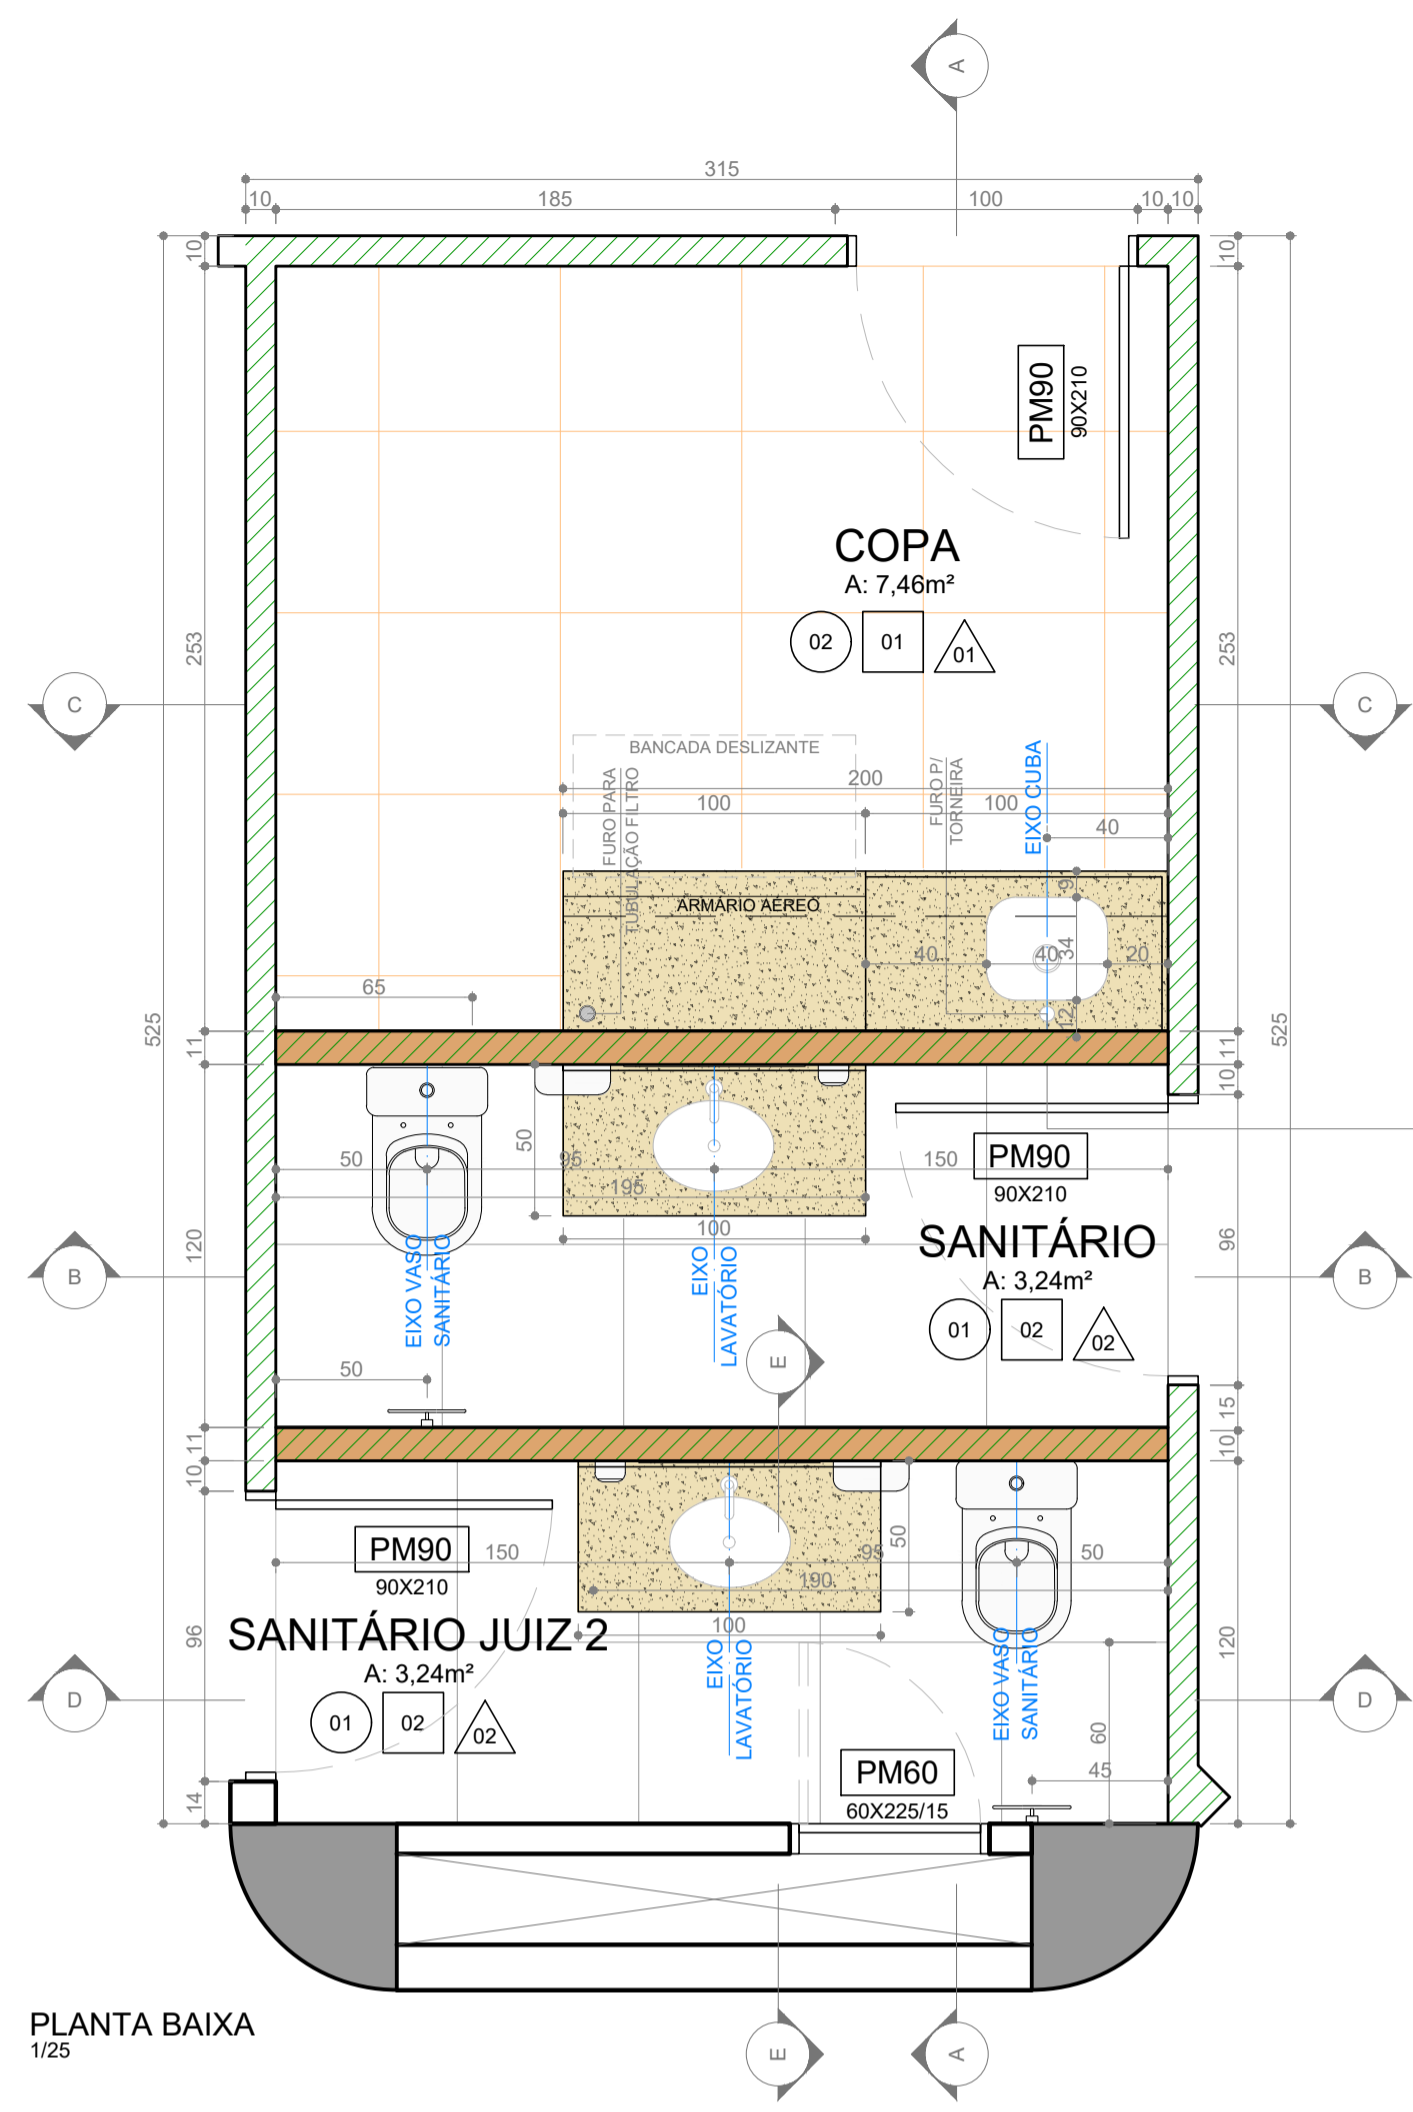 A
315
10
185
100
10
10
10
10
PM90
90X210
COPA
A: 7,46m²
02
01
01
253
253
C
C
BANCADA DESLIZANTE
200
100
100
FURO PARA
TUBULAÇÃO FILTRO
FURO P/
TORNEIRA
EIXO CUBA
40
9
ARMÁRIO AÉREO
40
40
34
20
12
65
525
525
11
11
10
50
50
95
150
195
100
PM90
90X210
SANITÁRIO
A: 3,24m²
01
02
02
120
96
B
B
EIXO VASO
SANITÁRIO
EIXO
LAVATÓRIO
E
50
15
11
10
10
PM90
90X210
150
95
50
50
190
100
SANITÁRIO JUIZ 2
A: 3,24m²
01
02
02
96
120
D
D
EIXO
LAVATÓRIO
EIXO VASO
SANITÁRIO
60
45
PM60
60X225/15
14
PLANTA BAIXA
1/25
E
A